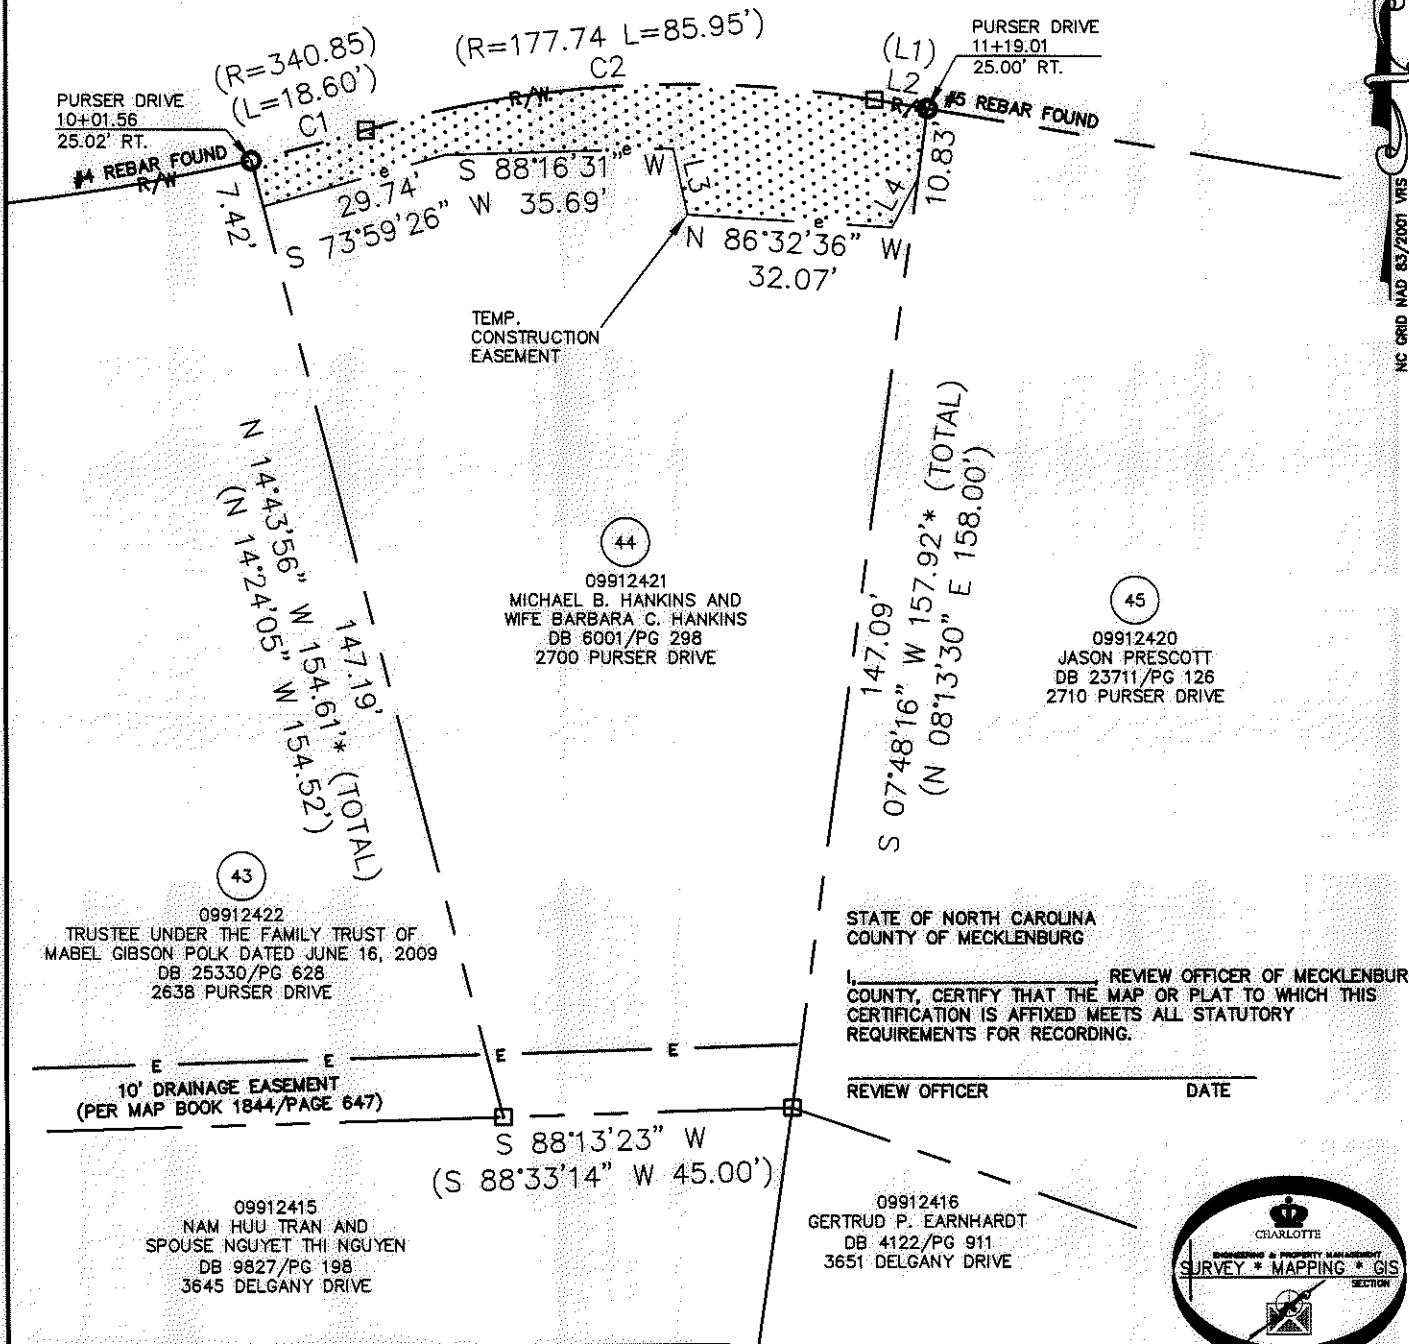 (R=340.85)
(L=18.60')
C1
(R=177.74 L=85.95')
C2
(L1)
L2
PURSER DRIVE
11+19.01
25.00' RT.
PURSER DRIVE
10+01.56
25.02' RT.
#4 REBAR FOUND
R/W
R/W
R/W
#5 REBAR FOUND
7.42'
e
29.74'
S 73°59'26" W
S 88°16'31" W
e
35.69'
L3
e
N 86°32'36" W
32.07'
L4
10.83
TEMP.
CONSTRUCTION
EASEMENT
NC GRID NAD 83/2001 VRS
N 14°43'56" W 154.61'* (TOTAL)
(N 14°24'05" W 154.52')
147.19'
147.09'
S 07°48'16" W 157.92'* (TOTAL)
(N 08°13'30" E 158.00')
44
09912421
MICHAEL B. HANKINS AND
WIFE BARBARA C. HANKINS
DB 6001/PG 298
2700 PURSER DRIVE
45
09912420
JASON PRESCOTT
DB 23711/PG 126
2710 PURSER DRIVE
43
09912422
TRUSTEE UNDER THE FAMILY TRUST OF
MABEL GIBSON POLK DATED JUNE 16, 2009
DB 25330/PG 628
2638 PURSER DRIVE
STATE OF NORTH CAROLINA
COUNTY OF MECKLENBURG
I, REVIEW OFFICER OF MECKLENBUR
COUNTY, CERTIFY THAT THE MAP OR PLAT TO WHICH THIS
CERTIFICATION IS AFFIXED MEETS ALL STATUTORY
REQUIREMENTS FOR RECORDING.
REVIEW OFFICER DATE
E E E E
10' DRAINAGE EASEMENT
(PER MAP BOOK 1844/PAGE 647)
S 88°13'23" W
(S 88°33'14" W 45.00')
09912415
NAM HUU TRAN AND
SPOUSE NGUYET THI NGUYEN
DB 9827/PG 198
3645 DELGANY DRIVE
09912416
GERTRUD P. EARNHARDT
DB 4122/PG 911
3651 DELGANY DRIVE
CHARLOTTE
ENGINEERING & PROPERTY MANAGEMENT
SURVEY * MAPPING * GIS
SECTION